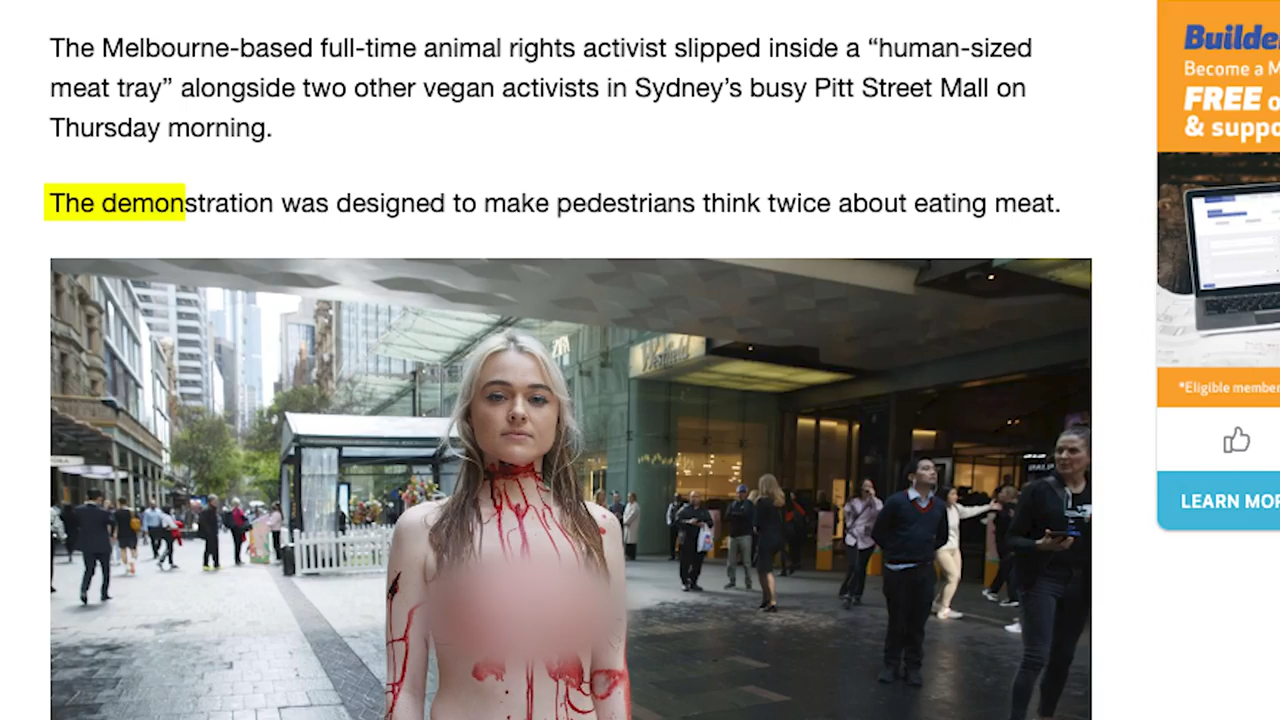 The Melbourne-based full-time animal rights activist slipped inside a “human-sized
meat tray” alongside two other vegan activists in Sydney’s busy Pitt Street Mall on
Thursday morning.
The demonstration was designed to make pedestrians think twice about eating meat.
Westfield
ZARA
Builde
Become a M
FREE o
& suppo
*Eligible member
LEARN MOR